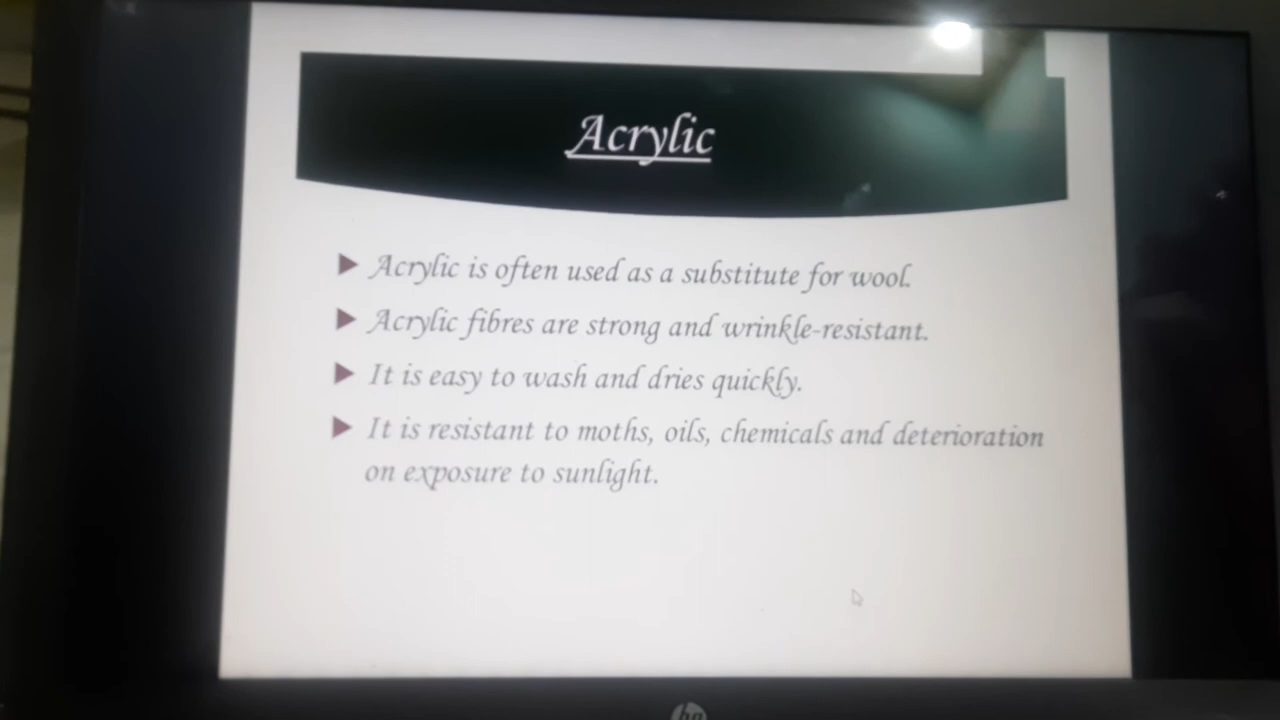 Acrylic
Acrylic is often used as a substitute for wool.
Acrylic fibres are strong and wrinkle-resistant.
It is easy to wash and dries quickly.
It is resistant to moths, oils, chemicals and deterioration
on exposure to sunlight.
hp